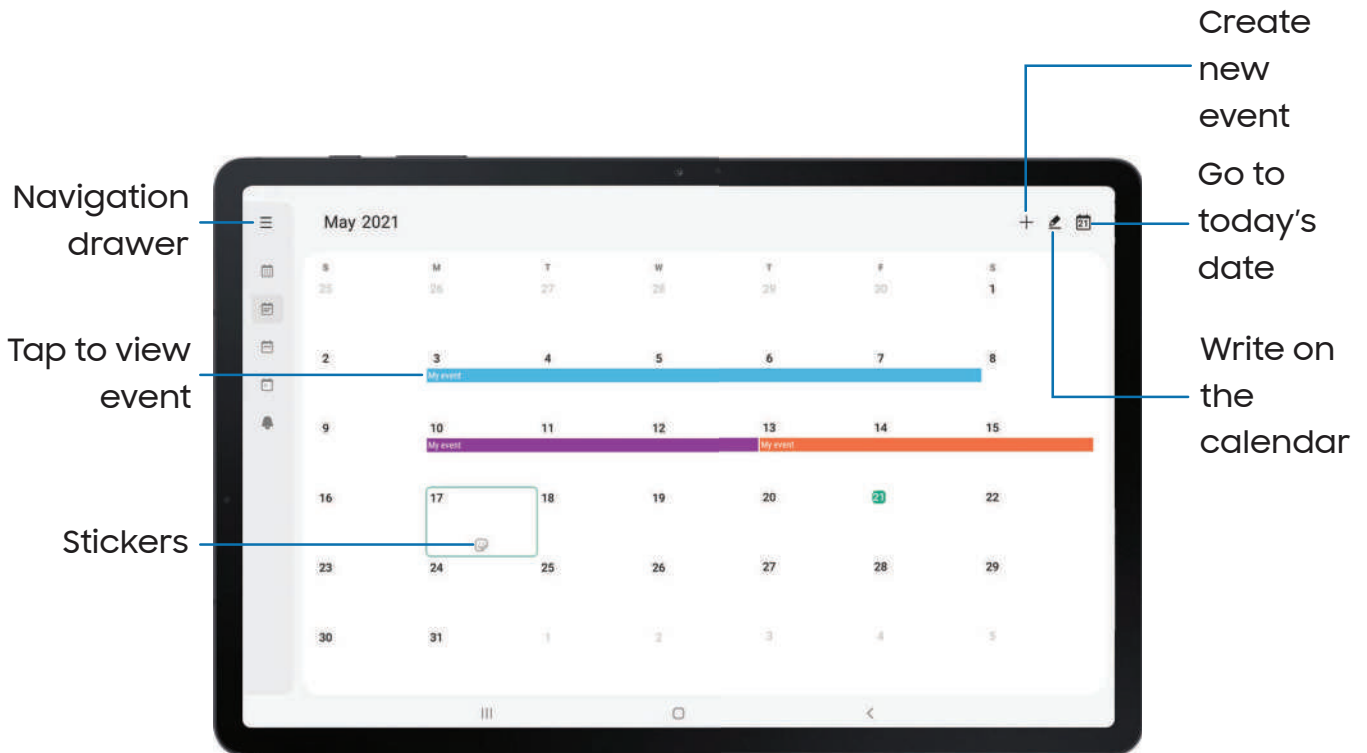 Create
new
event
Go to
today's
date
Write on
the
calendar
Navigation
drawer
Tap to view
event
Stickers
May 2021
21
S M T W T F S
25 26 27 28 29 30 1
2 3 4 5 6 7 8
My event
9 10 11 12 13 14 15
My event My event
16 17 18 19 20 21 22
23 24 25 26 27 28 29
30 31 1 2 3 4 5